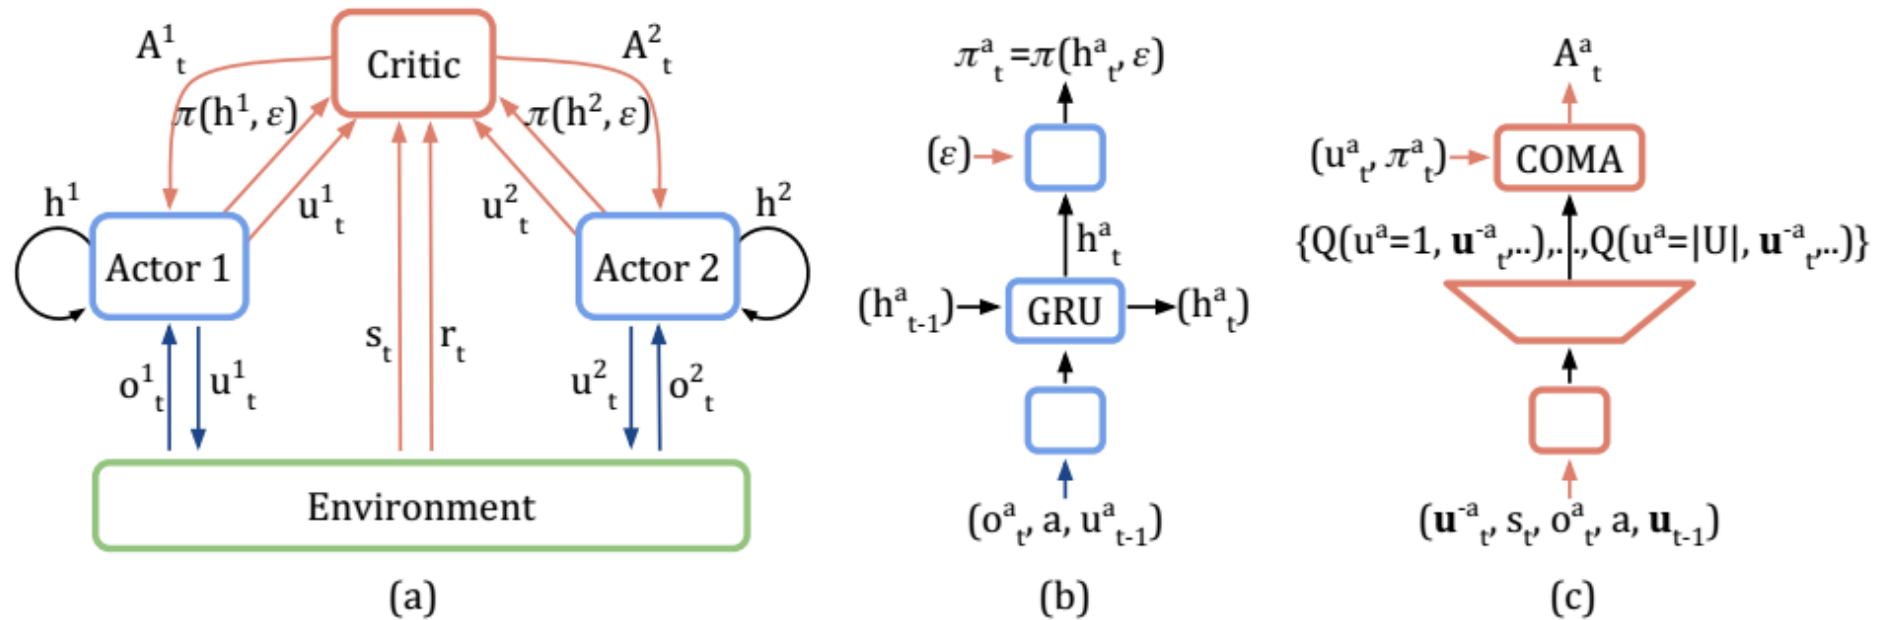 A¹ₜ
Critic
A²ₜ
π(h¹, ε)
π(h², ε)
h¹
u¹ₜ
u²ₜ
h²
Actor 1
Actor 2
sₜ
rₜ
o¹ₜ
u¹ₜ
u²ₜ
o²ₜ
Environment
(a)
πᵃₜ=π(hᵃₜ, ε)
(ε)
hᵃₜ
(hᵃₜ₋₁)
GRU
(hᵃₜ)
(oᵃₜ, a, uᵃₜ₋₁)
(b)
Aᵃₜ
(uᵃₜ, πᵃₜ)
COMA
{Q(uᵃ=1, u⁻ᵃₜ,..),...,Q(uᵃ=|U|, u⁻ᵃₜ,..)}
(u⁻ᵃₜ, sₜ, oᵃₜ, a, uₜ₋₁)
(c)